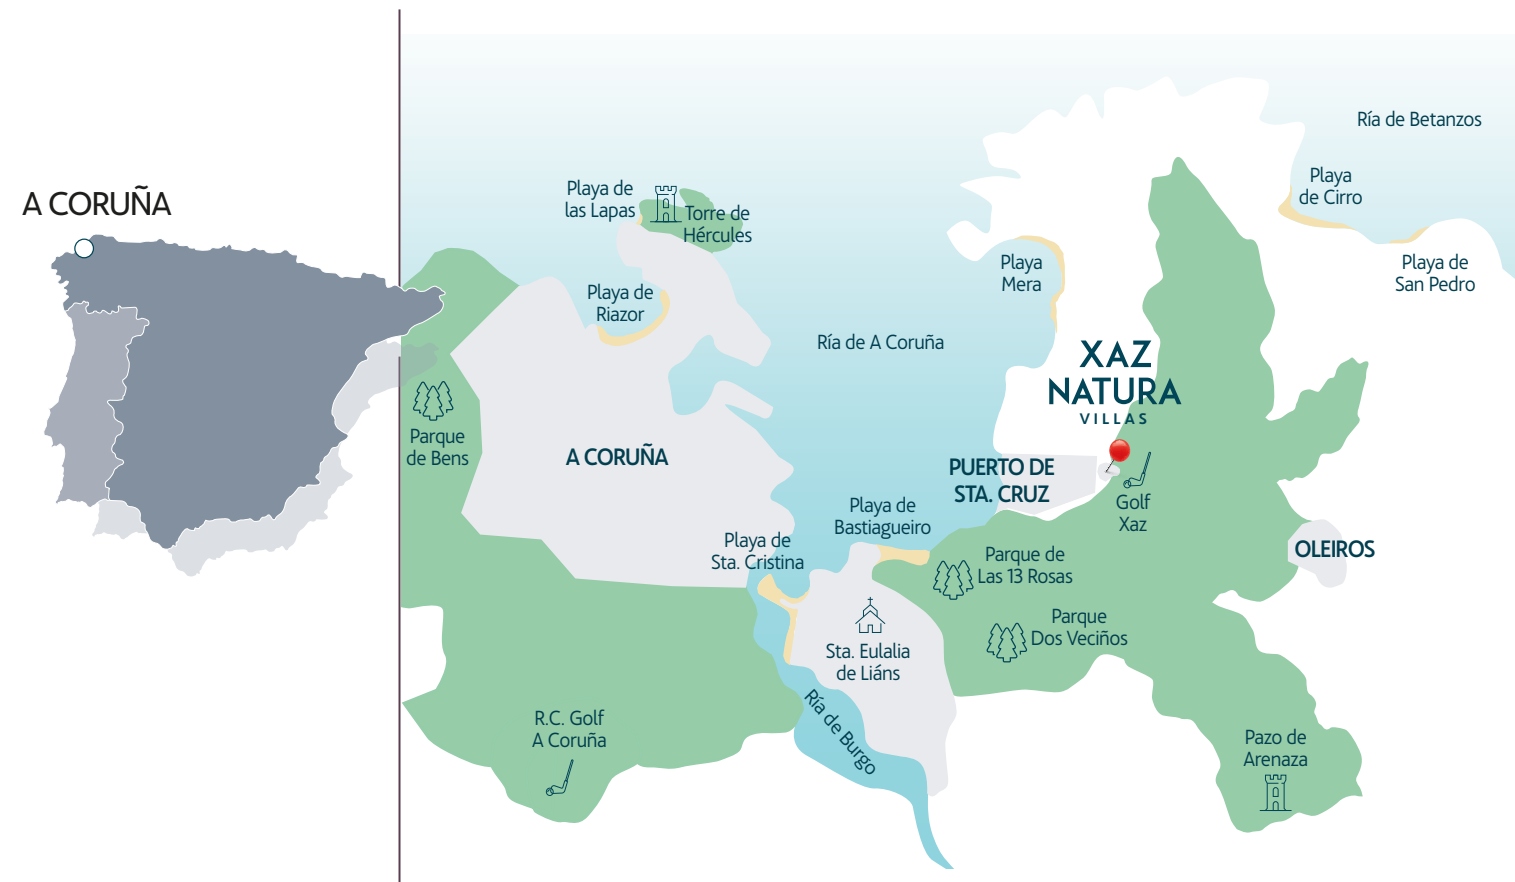 A CORUÑA
Ría de Betanzos
Playa
de Cirro
Playa de
las Lapas
Torre de
Hércules
Playa
Mera
Playa de
San Pedro
Playa de
Riazor
Ría de A Coruña
XAZ
NATURA
VILLAS
Parque
de Bens
A CORUÑA
PUERTO DE
STA. CRUZ
Golf
Xaz
Playa de
Bastiagueiro
Playa de
Sta. Cristina
Parque de
Las 13 Rosas
OLEIROS
Parque
Dos Veciños
Sta. Eulalia
de Liáns
Ría de Burgo
R.C. Golf
A Coruña
Pazo de
Arenaza